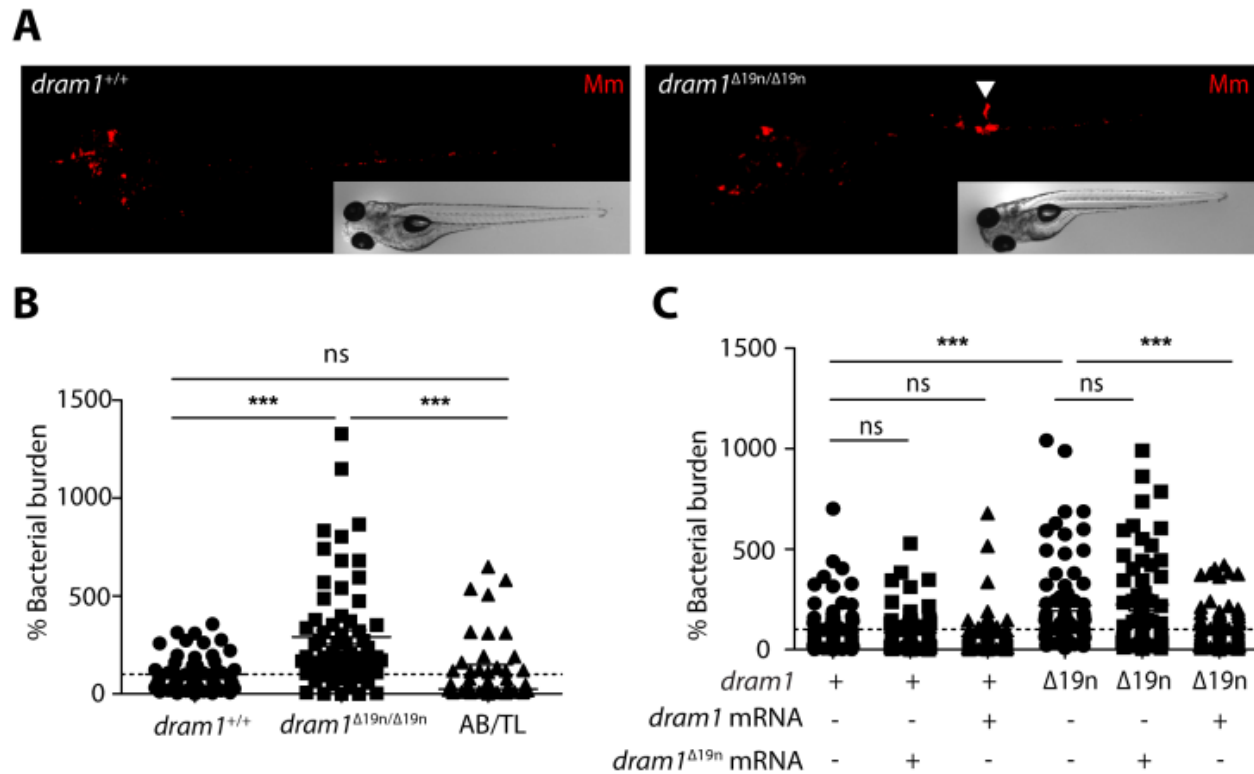 A
dram1+/+ Mm
dram1Δ19n/Δ19n Mm
B
ns
*** ***
1500
1000
500
0
% Bacterial burden
dram1+/+ dram1Δ19n/Δ19n AB/TL
C
*** ***
ns ns
ns
1500
1000
500
0
% Bacterial burden
dram1 + + + Δ19n Δ19n Δ19n
dram1 mRNA - - + - - +
dram1Δ19n mRNA - + - - + -